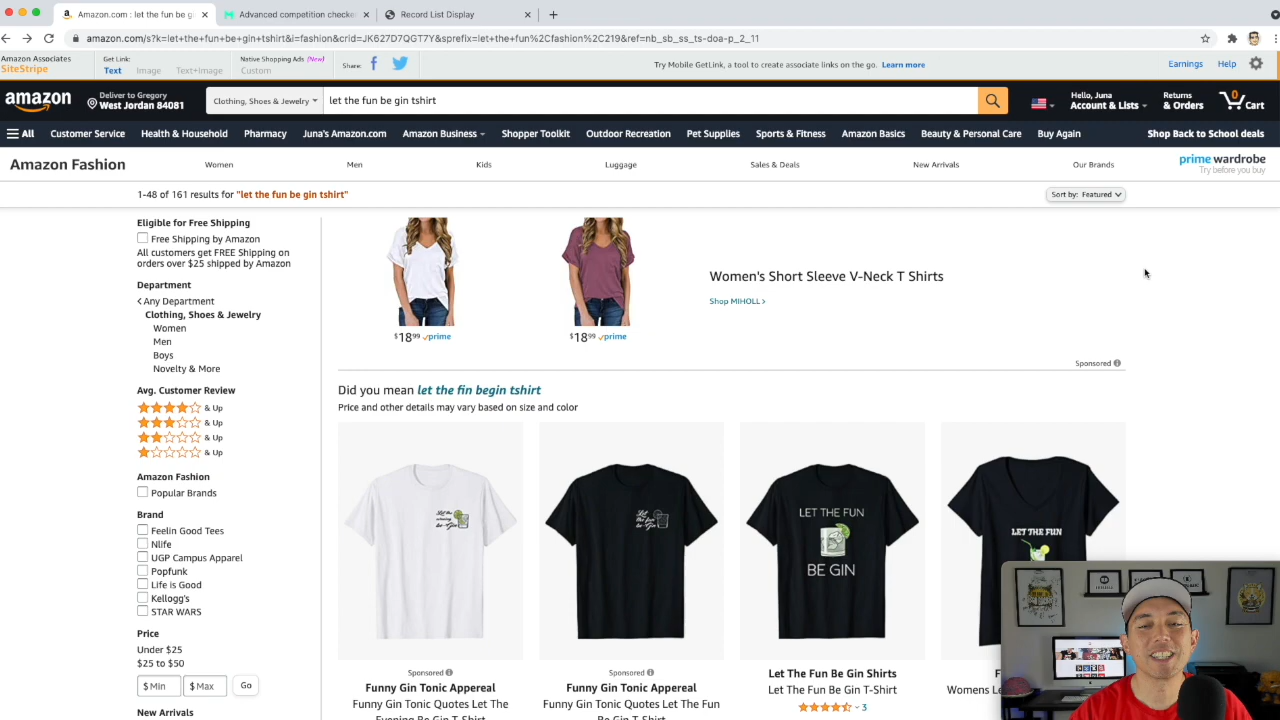 Amazon.com : let the fun be g
Advanced competition checke
Record List Display
amazon.com/s?k=let+the+fun+be+gin+tshirt&i=fashion&crid=JK627D7QGT7Y&sprefix=let+the+fun%2Cfashion%2C219&ref=nb_sb_ss_ts-doa-p_2_11
Amazon Associates
SiteStripe
Get Link:
Text
Image
Text+Image
Native Shopping Ads (New)
Custom
Share:
Try Mobile GetLink, a tool to create associate links on the go. Learn more
Earnings
Help
amazon
Deliver to Gregory
West Jordan 84081
Clothing, Shoes & Jewelry
let the fun be gin tshirt
Hello, Juna
Account & Lists
Returns
& Orders
0
Cart
All
Customer Service
Health & Household
Pharmacy
Juna's Amazon.com
Amazon Business
Shopper Toolkit
Outdoor Recreation
Pet Supplies
Sports & Fitness
Amazon Basics
Beauty & Personal Care
Buy Again
Shop Back to School deals
Amazon Fashion
Women
Men
Kids
Luggage
Sales & Deals
New Arrivals
Our Brands
prime wardrobe
Try before you buy
1-48 of 161 results for "let the fun be gin tshirt"
Sort by: Featured
Eligible for Free Shipping
Free Shipping by Amazon
All customers get FREE Shipping on
orders over $25 shipped by Amazon
Department
Any Department
Clothing, Shoes & Jewelry
Women
Men
Boys
Novelty & More
Avg. Customer Review
& Up
& Up
& Up
& Up
Amazon Fashion
Popular Brands
Brand
Feelin Good Tees
Nlife
UGP Campus Apparel
Popfunk
Life is Good
Kellogg's
STAR WARS
Price
Under $25
$25 to $50
$ Min
$ Max
Go
New Arrivals
$18.99 prime
$18.99 prime
Women's Short Sleeve V-Neck T Shirts
Shop MIHOLL
Sponsored
Did you mean let the fin begin tshirt
Price and other details may vary based on size and color
LET THE FUN
BE GIN
LET THE FUN
Sponsored
Funny Gin Tonic Appereal
Funny Gin Tonic Quotes Let The
Evening Be Gin T-Shirt
Sponsored
Funny Gin Tonic Appereal
Funny Gin Tonic Quotes Let The Fun
Be Gin T-Shirt
Let The Fun Be Gin Shirts
Let The Fun Be Gin T-Shirt
3
Womens Le